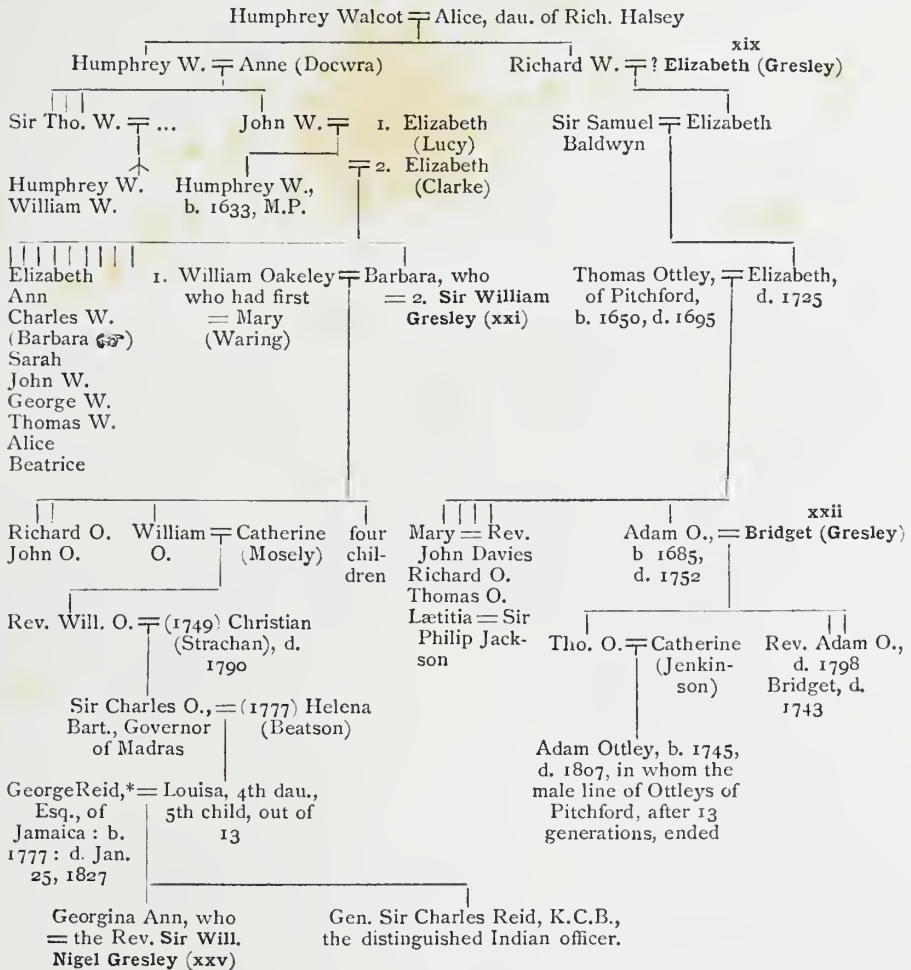 Humphrey Walcot = Alice, dau. of Rich. Halsey
xix
Humphrey W. = Anne (Docwra) Richard W. = ? Elizabeth (Gresley)
Sir Tho. W. = ... John W. = 1. Elizabeth (Lucy)
= 2. Elizabeth (Clarke)
Sir Samuel Baldwyn = Elizabeth
Humphrey W.
William W.
Humphrey W.,
b. 1633, M.P.
Elizabeth
Ann
Charles W.
(Barbara ☞)
Sarah
John W.
George W.
Thomas W.
Alice
Beatrice
1. William Oakeley = Barbara, who
who had first = 2. Sir William
= Mary Gresley (xxi)
(Waring)
Thomas Ottley, = Elizabeth,
of Pitchford, d. 1725
b. 1650, d. 1695
Richard O.
John O.
William O. = Catherine (Mosely)
four
chil-
dren
Mary = Rev.
John Davies
Richard O.
Thomas O.
Lætitia = Sir
Philip Jack-
son
xxii
Adam O., = Bridget (Gresley)
b 1685,
d. 1752
Rev. Will. O. = (1749) Christian
(Strachan), d.
1790
Tho. O. = Catherine
(Jenkin-
son)
Rev. Adam O.,
d. 1798
Bridget, d.
1743
Sir Charles O., = (1777) Helena
Bart., Governor (Beatson)
of Madras
Adam Ottley, b. 1745,
d. 1807, in whom the
male line of Ottleys of
Pitchford, after 13
generations, ended
George Reid,* = Louisa, 4th dau.,
Esq., of 5th child, out of
Jamaica : b. 13
1777 : d. Jan.
25, 1827
Georgina Ann, who
= the Rev. Sir Will.
Nigel Gresley (xxv)
Gen. Sir Charles Reid, K.C.B.,
the distinguished Indian officer.